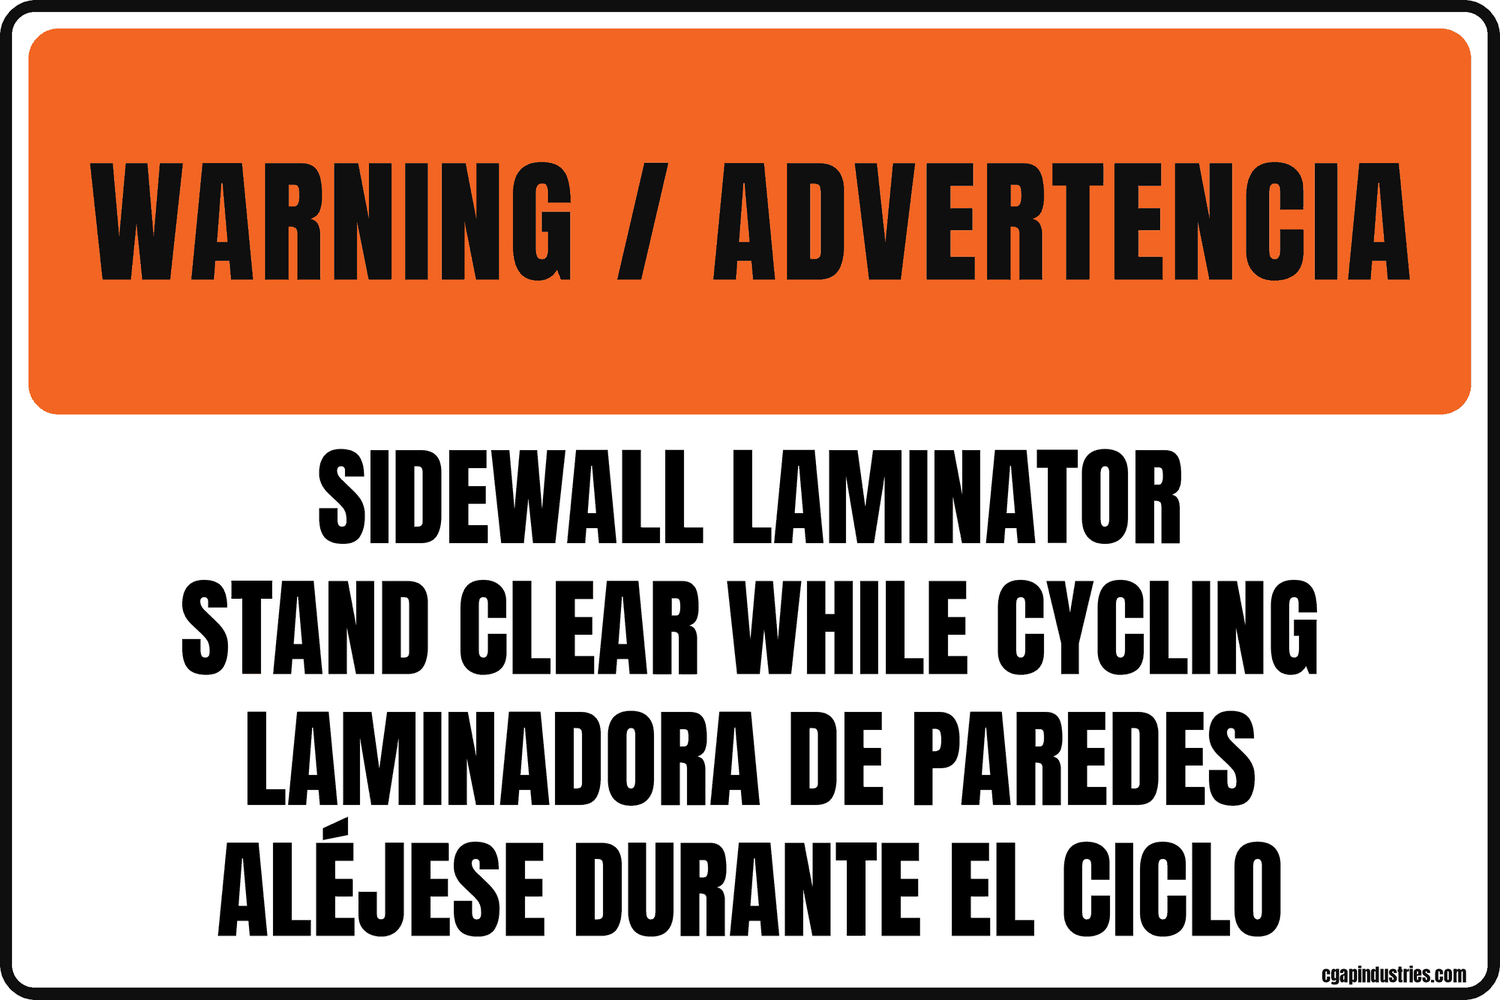 WARNING / ADVERTENCIA
SIDEWALL LAMINATOR
STAND CLEAR WHILE CYCLING
LAMINADORA DE PAREDES
ALÉJESE DURANTE EL CICLO
cgapindustries.com